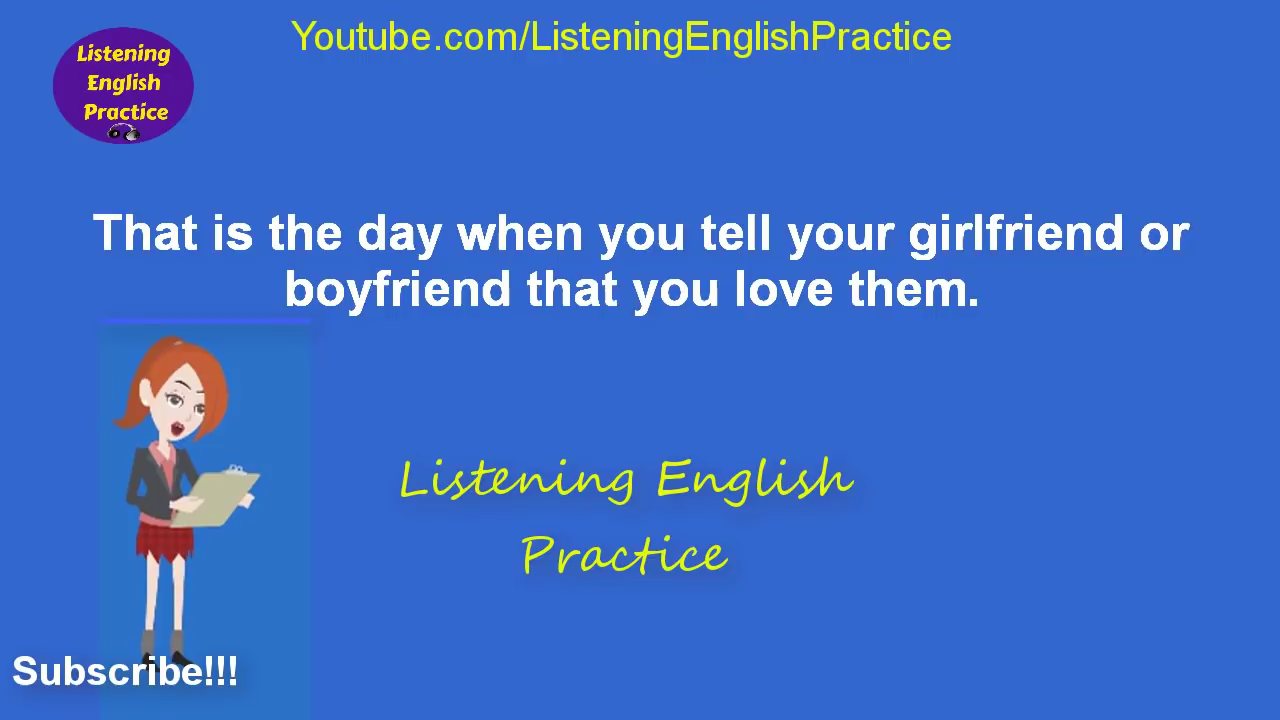 Youtube.com/ListeningEnglishPractice
Listening
English
Practice
That is the day when you tell your girlfriend or
boyfriend that you love them.
Listening English
Practice
Subscribe!!!